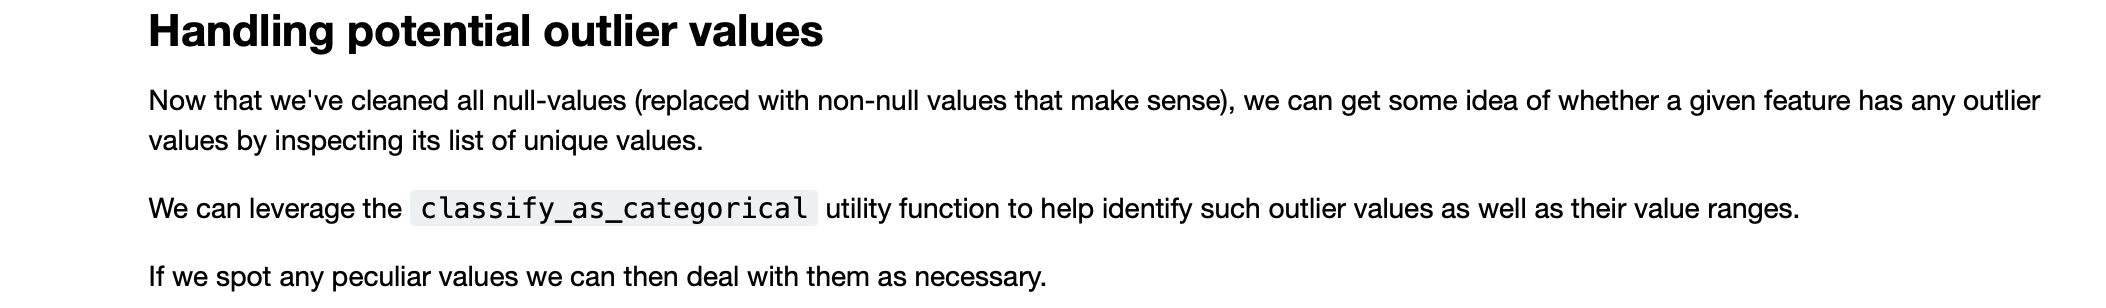 Handling potential outlier values
Now that we've cleaned all null-values (replaced with non-null values that make sense), we can get some idea of whether a given feature has any outlier
values by inspecting its list of unique values.
We can leverage the classify_as_categorical utility function to help identify such outlier values as well as their value ranges.
If we spot any peculiar values we can then deal with them as necessary.